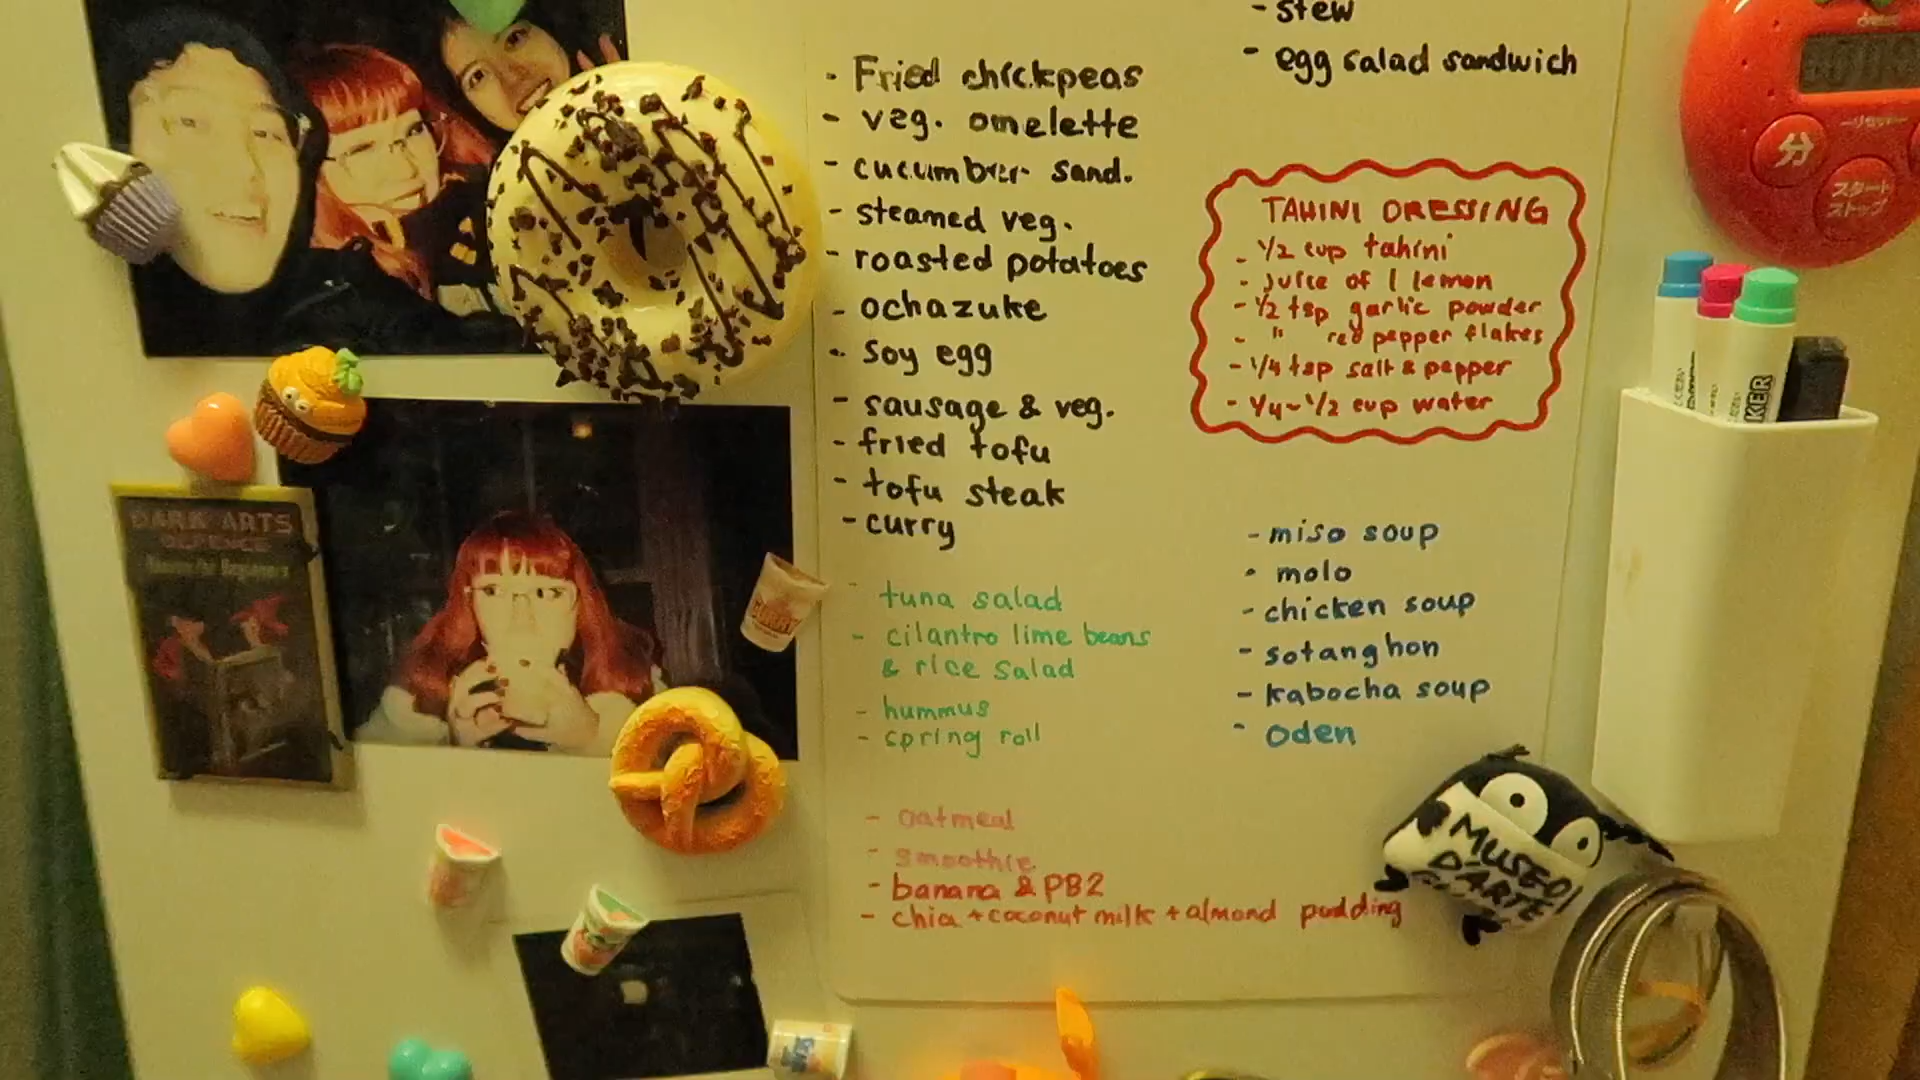 - Fried chickpeas
- veg. omelette
- cucumber sand.
- steamed veg.
- roasted potatoes
- ochazuke
- soy egg
- sausage & veg.
- fried tofu
- tofu steak
- curry
- tuna salad
- cilantro lime beans
& rice salad
- hummus
- spring roll
- oatmeal
- smoothie
- banana & PB2
- chia + coconut milk + almond pudding
- stew
- egg salad sandwich
TAHINI DRESSING
- 1/2 cup tahini
- juice of 1 lemon
- 1/2 tsp garlic powder
- " red pepper flakes
- 1/4 tsp salt & pepper
- 1/4~1/2 cup water
- miso soup
- molo
- chicken soup
- sotanghon
- kabocha soup
- oden
DARK ARTS
DEFENCE
MUSEO
D'ARTE
分
スタート
ストップ
KER